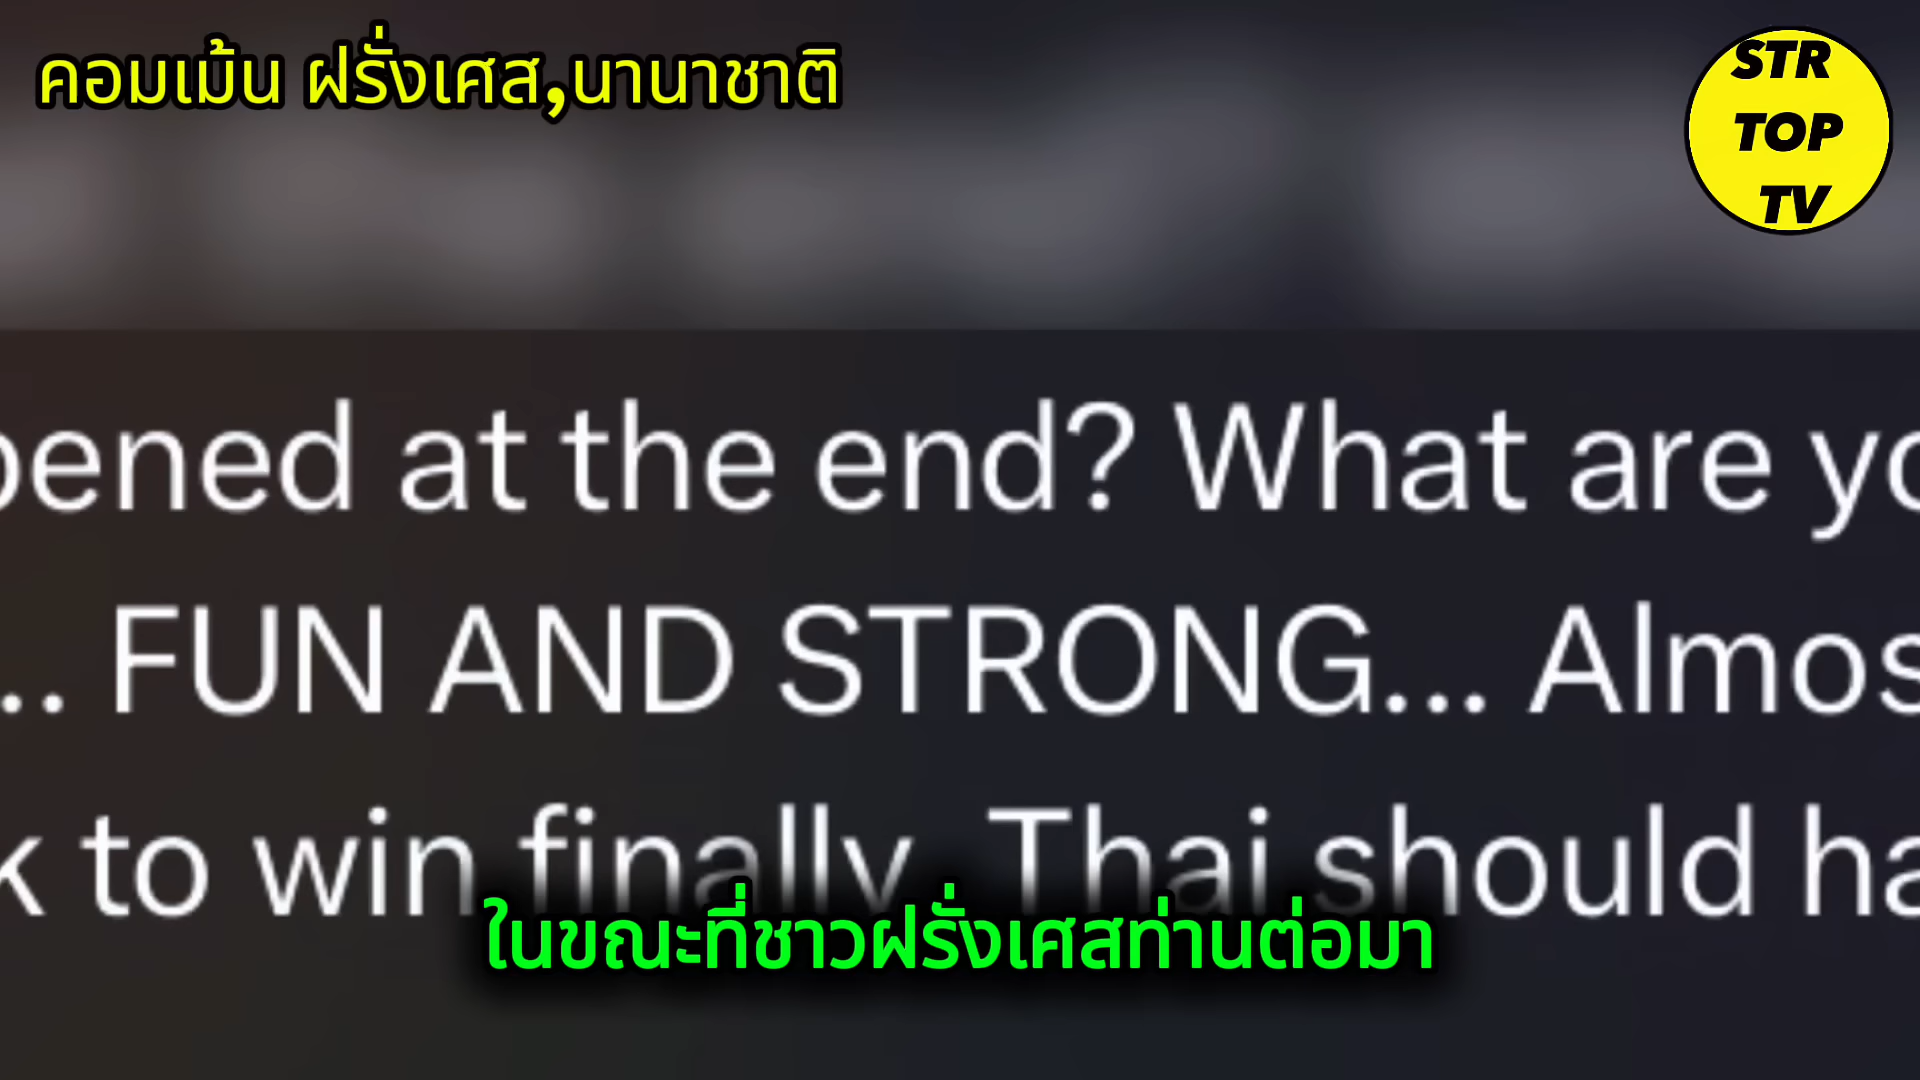 คอมเม้น ฝรั่งเศส,นานาชาติ
STR
TOP
TV
pened at the end? What are yo
... FUN AND STRONG... Almos
k to win finally. Thai should ha
ในขณะที่ชาวฝรั่งเศสท่านต่อมา